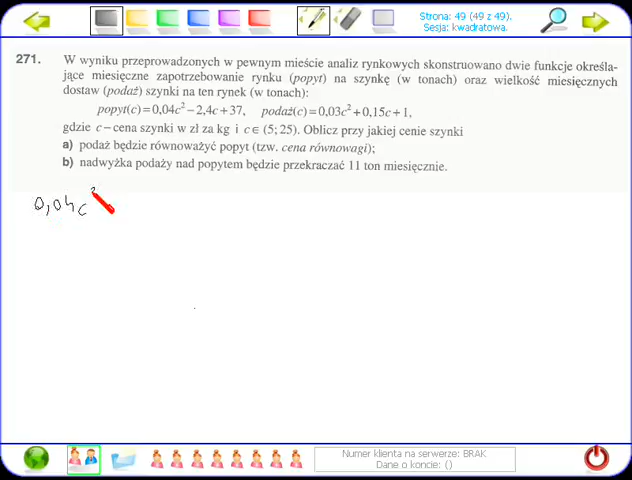 Strona: 49 (49 z 49).
Sesja: kwadratowa.
271. W wyniku przeprowadzonych w pewnym mieście analiz rynkowych skonstruowano dwie funkcje określa-
jące miesięczne zapotrzebowanie rynku (popyt) na szynkę (w tonach) oraz wielkość miesięcznych
dostaw (podaż) szynki na ten rynek (w tonach):
popyt(c)=0,04c²−2,4c+37, podaż(c)=0,03c²+0,15c+1,
gdzie c − cena szynki w zł za kg i c∈(5; 25). Oblicz przy jakiej cenie szynki
a) podaż będzie równoważyć popyt (tzw. cena równowagi);
b) nadwyżka podaży nad popytem będzie przekraczać 11 ton miesięcznie.
0,04c²
Numer klienta na serwerze: BRAK
Dane o koncie: ()